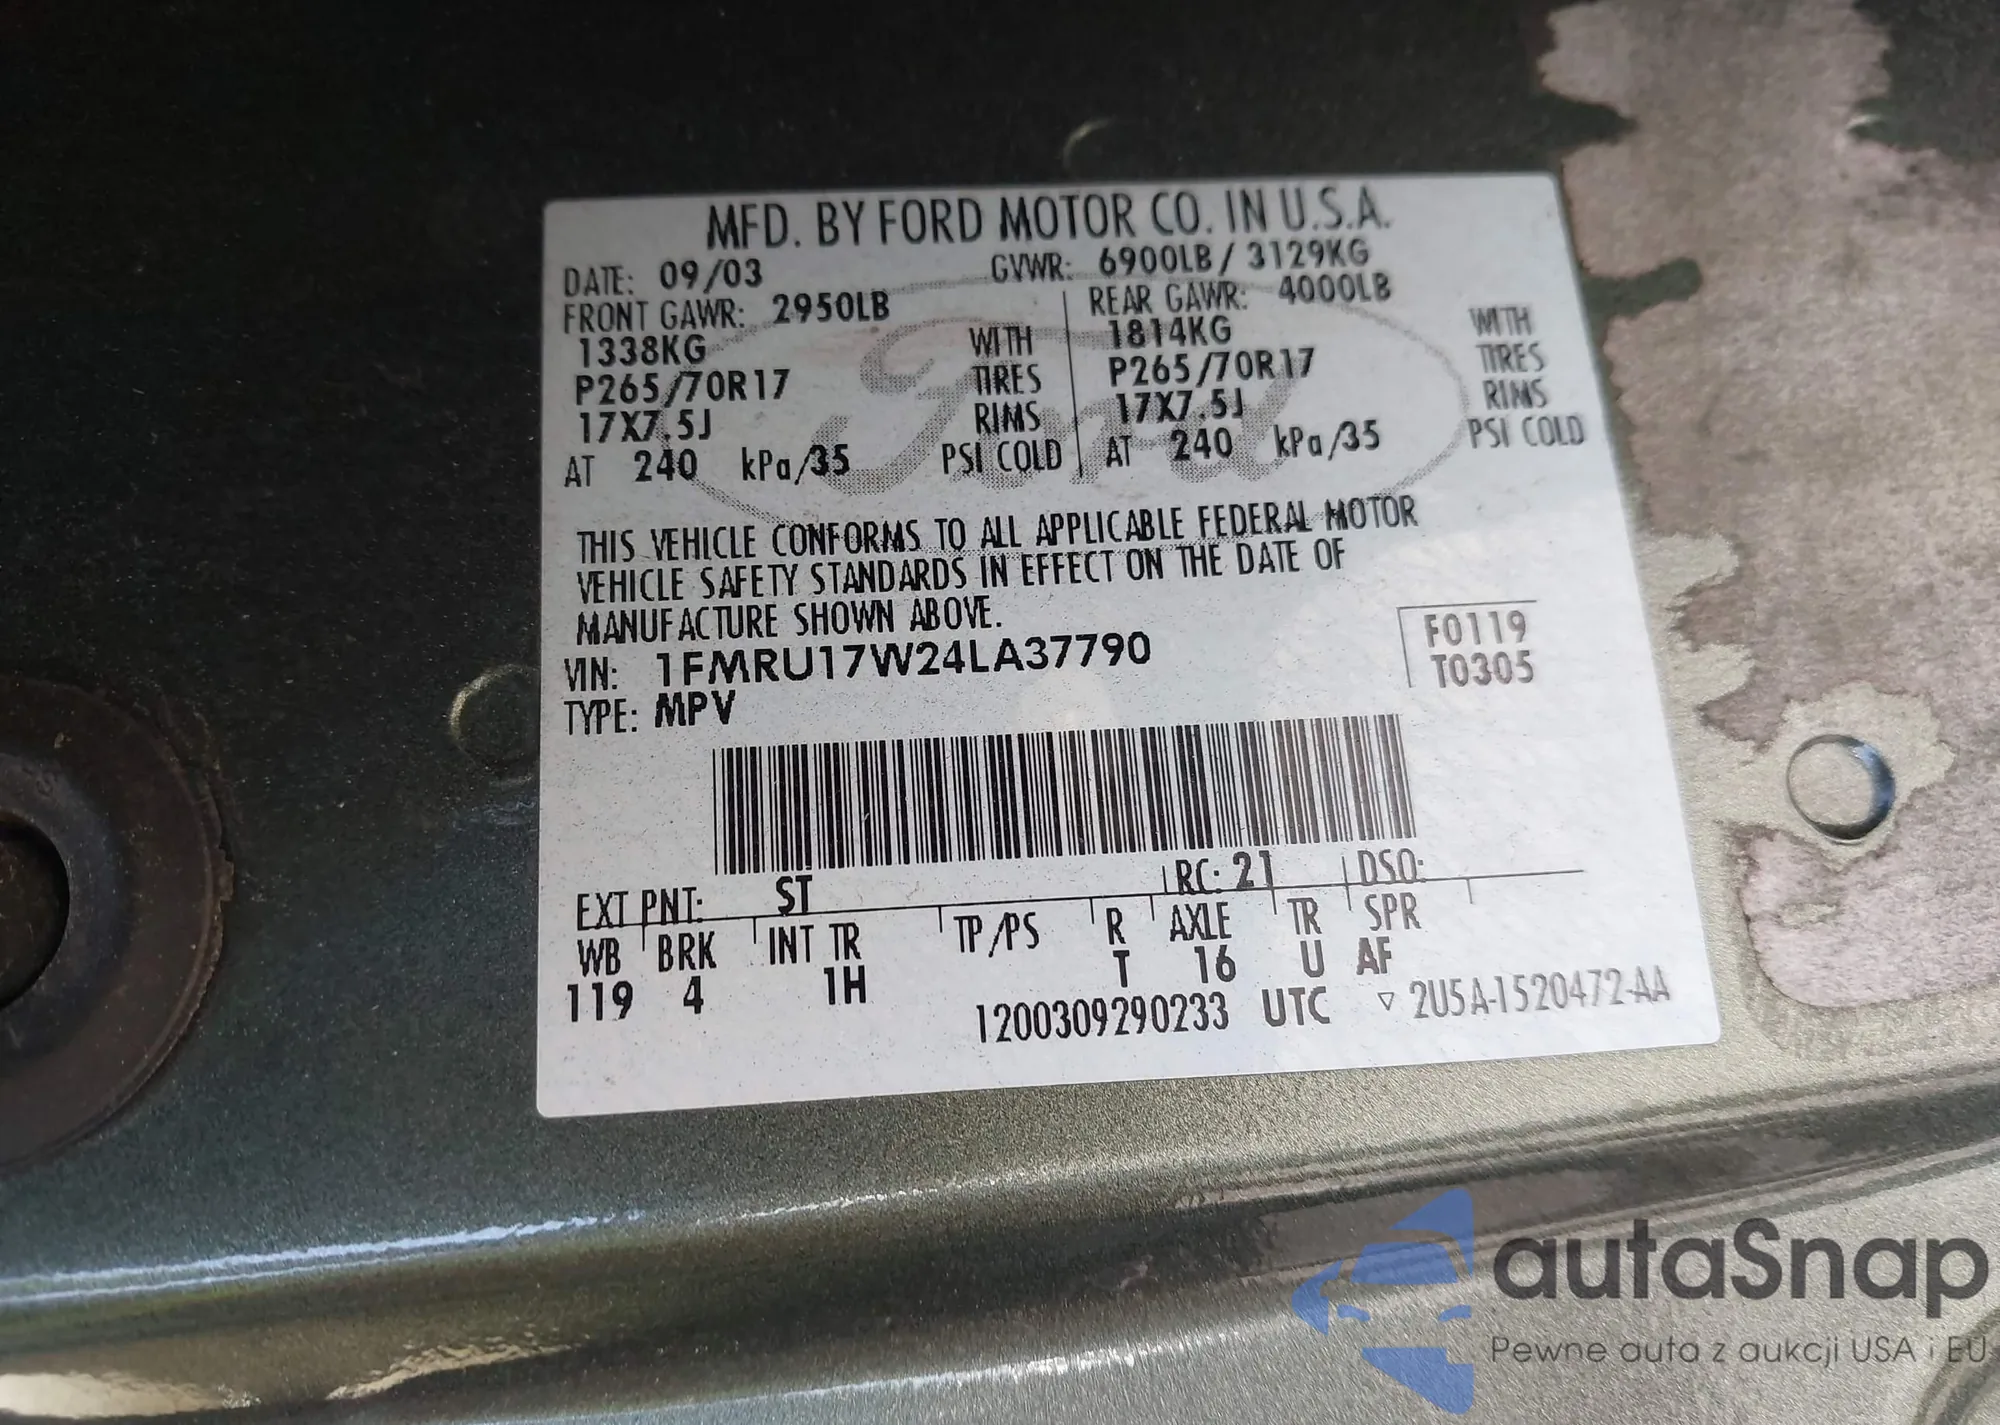 MFD. BY FORD MOTOR CO. IN U.S.A.
DATE: 09/03 GVWR: 6900LB / 3129KG
FRONT GAWR: 2950LB REAR GAWR: 4000LB
1338KG WITH 1814KG WITH
P265/70R17 TIRES P265/70R17 TIRES
17X7.5J RIMS 17X7.5J RIMS
AT 240 kPa/35 PSI COLD AT 240 kPa/35 PSI COLD
Ford
THIS VEHICLE CONFORMS TO ALL APPLICABLE FEDERAL MOTOR
VEHICLE SAFETY STANDARDS IN EFFECT ON THE DATE OF
MANUFACTURE SHOWN ABOVE.
VIN: 1FMRU17W24LA37790
F0119
T0305
TYPE: MPV
EXT PNT: ST RC: 21 DSO:
WB BRK INT TR TP/PS R AXLE TR SPR
119 4 1H T 16 U AF
1200309290233 UTC ▽ 2U5A-1520472-AA
autaSnap
Pewne auta z aukcji USA i EU